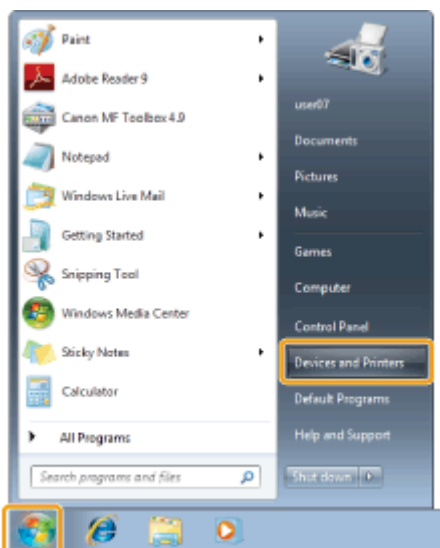 Paint
Adobe Reader 9
Canon MF Toolbox 4.9
Notepad
Windows Live Mail
Getting Started
Snipping Tool
Windows Media Center
Sticky Notes
Calculator
All Programs
Search programs and files
user07
Documents
Pictures
Music
Games
Computer
Control Panel
Devices and Printers
Default Programs
Help and Support
Shut down